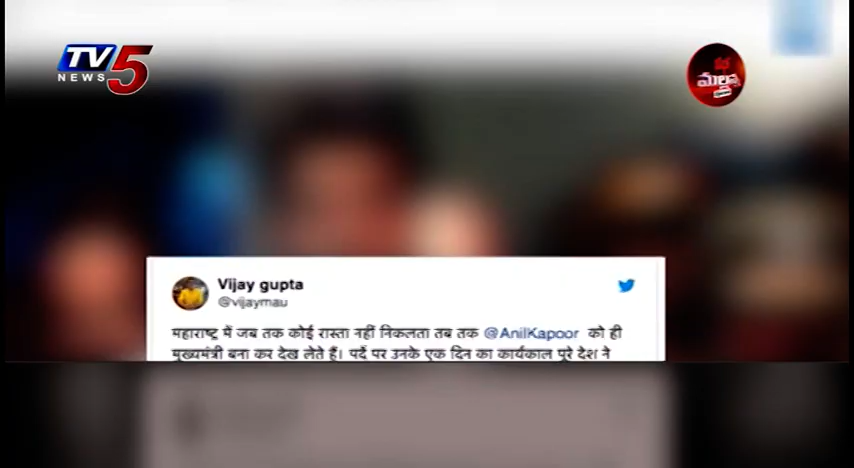 TV5
NEWS
Vijay gupta
@vijaymau
महाराष्ट्र में जब तक कोई रास्ता नहीं निकलता तब तक @AnilKapoor को ही
मुख्यमंत्री बना कर देख लेते हैं। पर्दे पर उनके एक दिन का कार्यकाल पूरे देश ने